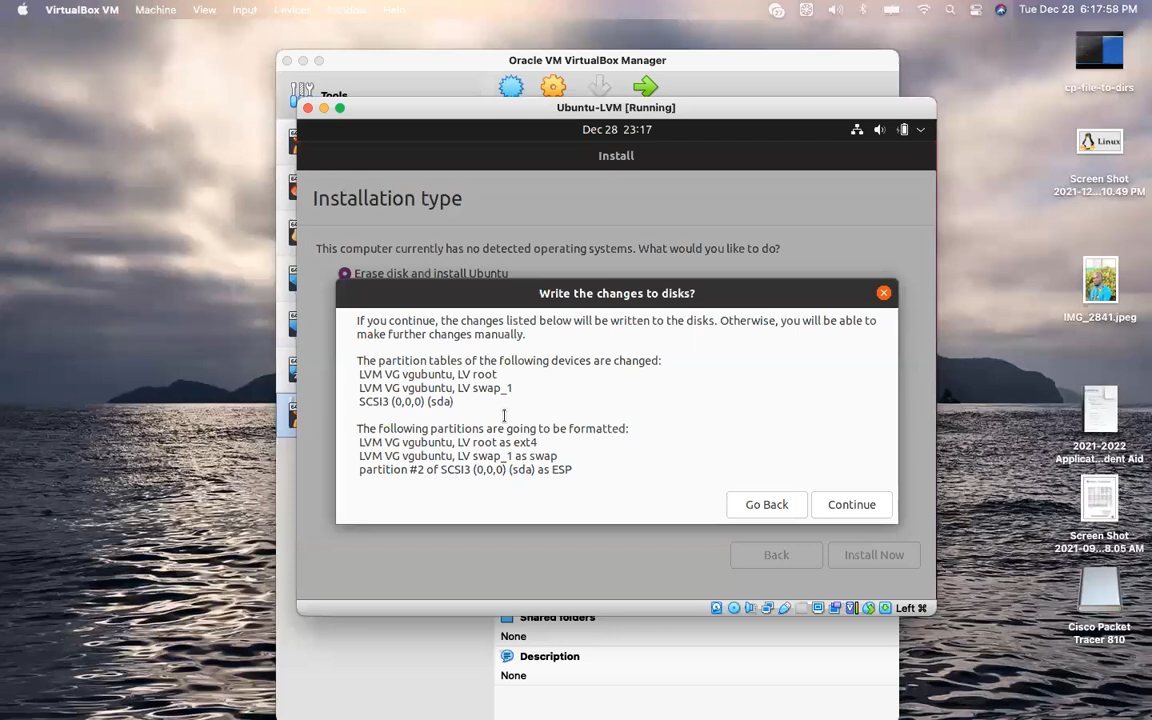 VirtualBox VM Machine View Input Devices Window Help Tue Dec 28 6:17:58 PM
Oracle VM VirtualBox Manager
Tools
Ubuntu-LVM [Running]
Dec 28 23:17
Install
Installation type
This computer currently has no detected operating systems. What would you like to do?
Erase disk and install Ubuntu
Write the changes to disks?
If you continue, the changes listed below will be written to the disks. Otherwise, you will be able to
make further changes manually.
The partition tables of the following devices are changed:
LVM VG vgubuntu, LV root
LVM VG vgubuntu, LV swap_1
SCSI3 (0,0,0) (sda)
The following partitions are going to be formatted:
LVM VG vgubuntu, LV root as ext4
LVM VG vgubuntu, LV swap_1 as swap
partition #2 of SCSI3 (0,0,0) (sda) as ESP
Go Back Continue
Back Install Now
Left ⌘
Shared folders
None
Description
None
cp-file-to-dirs
Linux
Screen Shot
2021-12...10.49 PM
IMG_2841.jpeg
2021-2022
Applicat...dent Aid
Screen Shot
2021-09...8.05 AM
Cisco Packet
Tracer 810